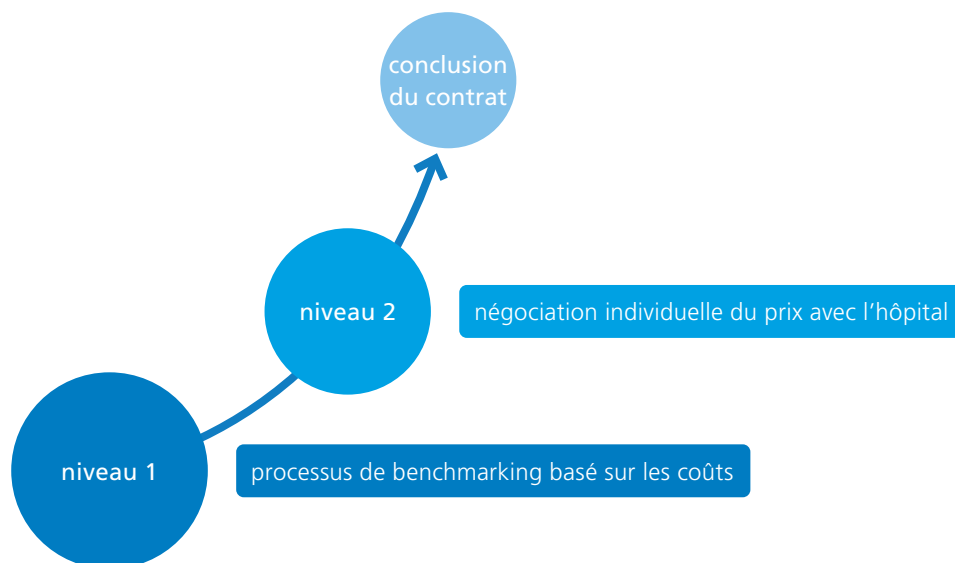 conclusion
du contrat
niveau 2
négociation individuelle du prix avec l’hôpital
niveau 1
processus de benchmarking basé sur les coûts